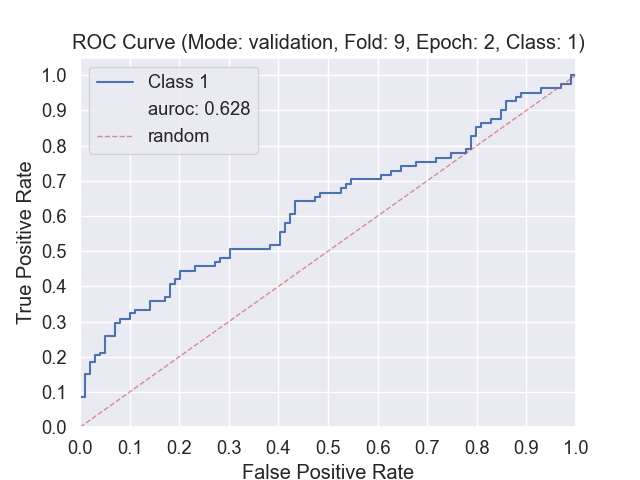 ROC Curve (Mode: validation, Fold: 9, Epoch: 2, Class: 1)
Class 1
auroc: 0.628
random
True Positive Rate
1.0
0.9
0.8
0.7
0.6
0.5
0.4
0.3
0.2
0.1
0.0
0.0 0.1 0.2 0.3 0.4 0.5 0.6 0.7 0.8 0.9 1.0
False Positive Rate